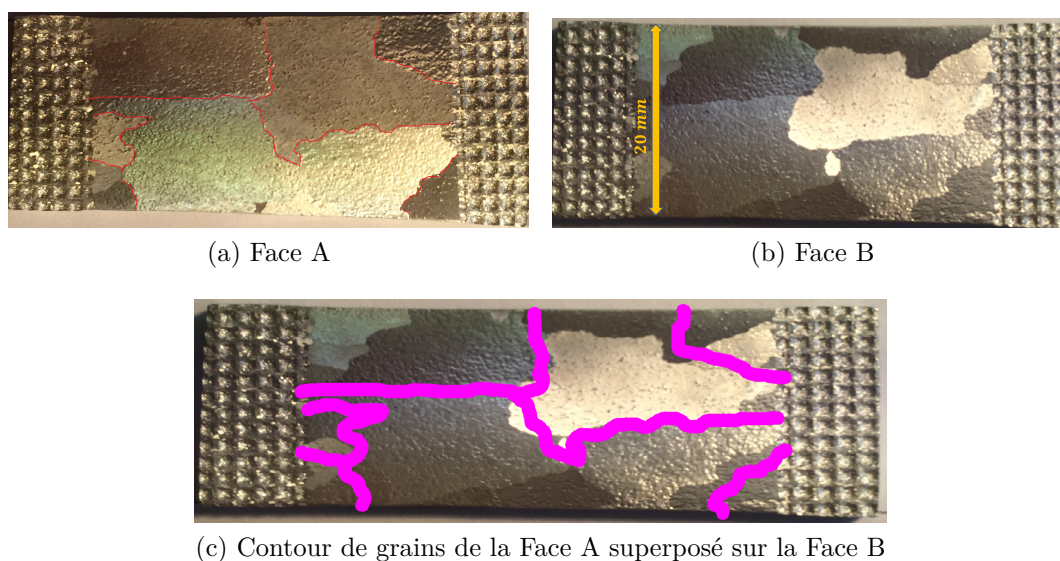 20 mm
(a) Face A
(b) Face B
(c) Contour de grains de la Face A superposé sur la Face B